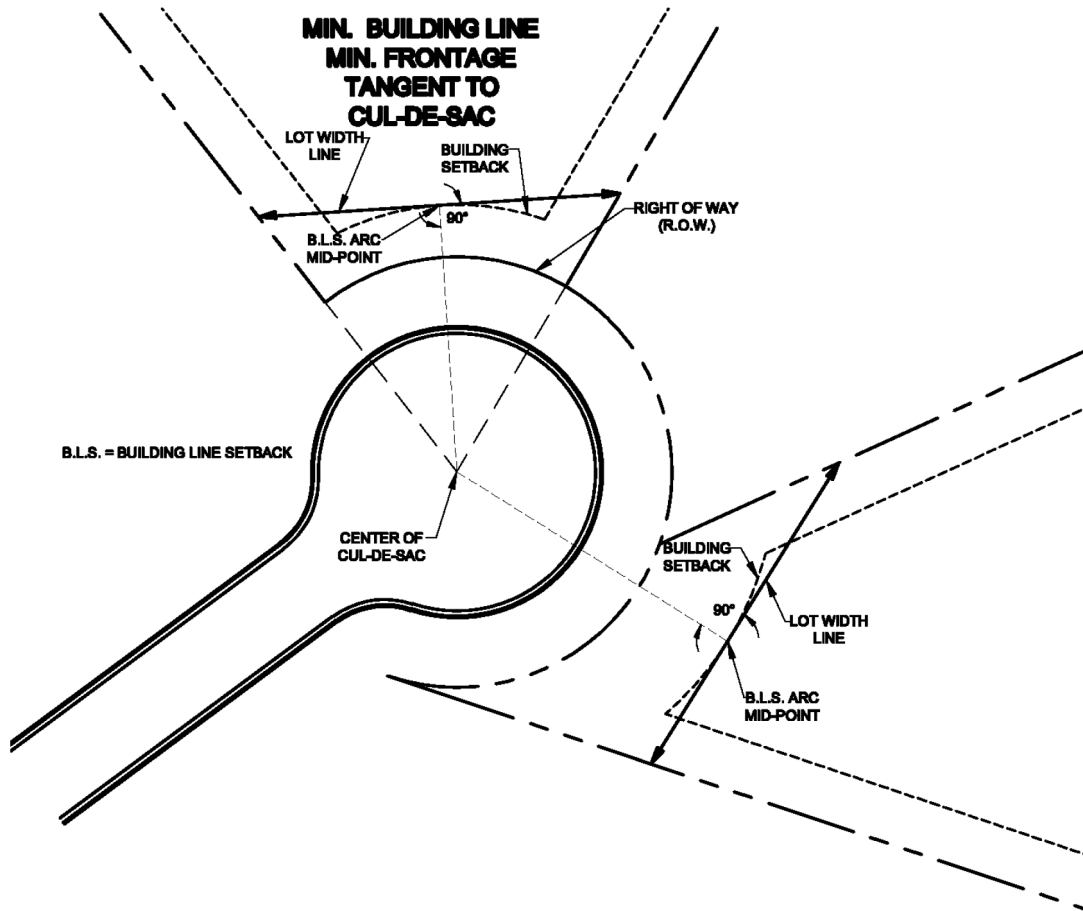 MIN. BUILDING LINE
MIN. FRONTAGE
TANGENT TO
CUL-DE-SAC
LOT WIDTH
LINE
BUILDING
SETBACK
RIGHT OF WAY
(R.O.W.)
90°
B.L.S. ARC
MID-POINT
B.L.S. = BUILDING LINE SETBACK
CENTER OF
CUL-DE-SAC
BUILDING
SETBACK
90°
LOT WIDTH
LINE
B.L.S. ARC
MID-POINT